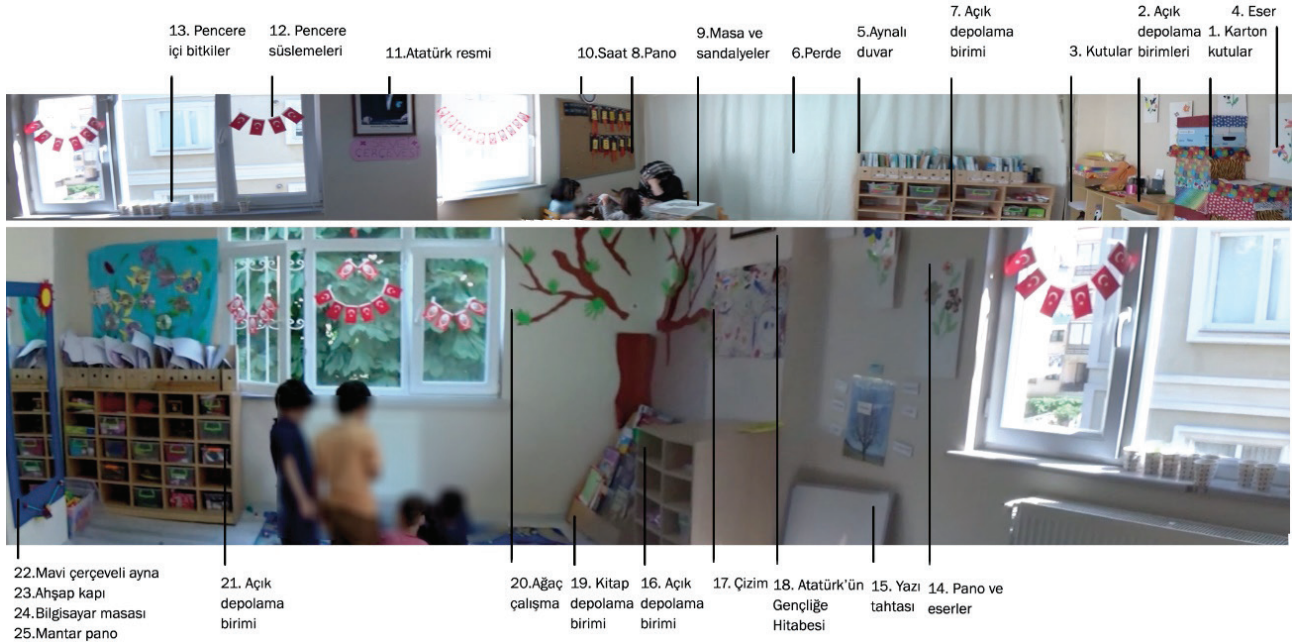 13. Pencere
içi bitkiler
12. Pencere
süslemeleri
11.Atatürk resmi
10.Saat
8.Pano
9.Masa ve
sandalyeler
6.Perde
5.Aynalı
duvar
7. Açık
depolama
birimi
3. Kutular
2. Açık
depolama
birimleri
1. Karton
kutular
4. Eser
22.Mavi çerçeveli ayna
23.Ahşap kapı
24.Bilgisayar masası
25.Mantar pano
21. Açık
depolama
birimi
20.Ağaç
çalışma
19. Kitap
depolama
birimi
16. Açık
depolama
birimi
17. Çizim
18. Atatürk’ün
Gençliğe
Hitabesi
15. Yazı
tahtası
14. Pano ve
eserler